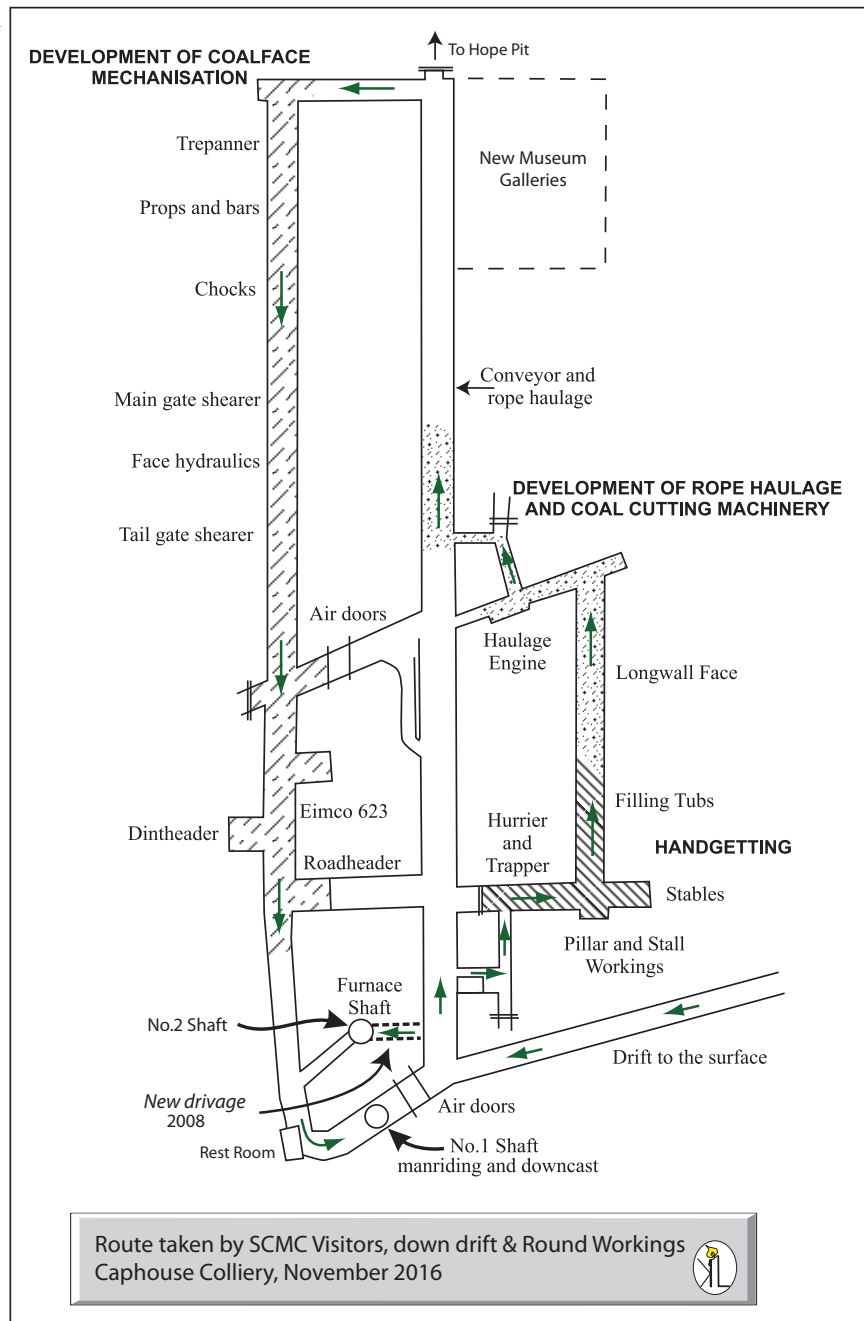 To Hope Pit
DEVELOPMENT OF COALFACE
MECHANISATION
Trepanner
New Museum
Galleries
Props and bars
Chocks
Conveyor and
rope haulage
Main gate shearer
Face hydraulics
DEVELOPMENT OF ROPE HAULAGE
AND COAL CUTTING MACHINERY
Tail gate shearer
Air doors
Haulage
Engine
Longwall Face
Eimco 623
Filling Tubs
Dintheader
Hurrier
and
Trapper
HANDGETTING
Roadheader
Stables
Pillar and Stall
Workings
Furnace
Shaft
No.2 Shaft
Drift to the surface
New drivage
2008
Air doors
Rest Room
No.1 Shaft
manriding and downcast
Route taken by SCMC Visitors, down drift & Round Workings
Caphouse Colliery, November 2016